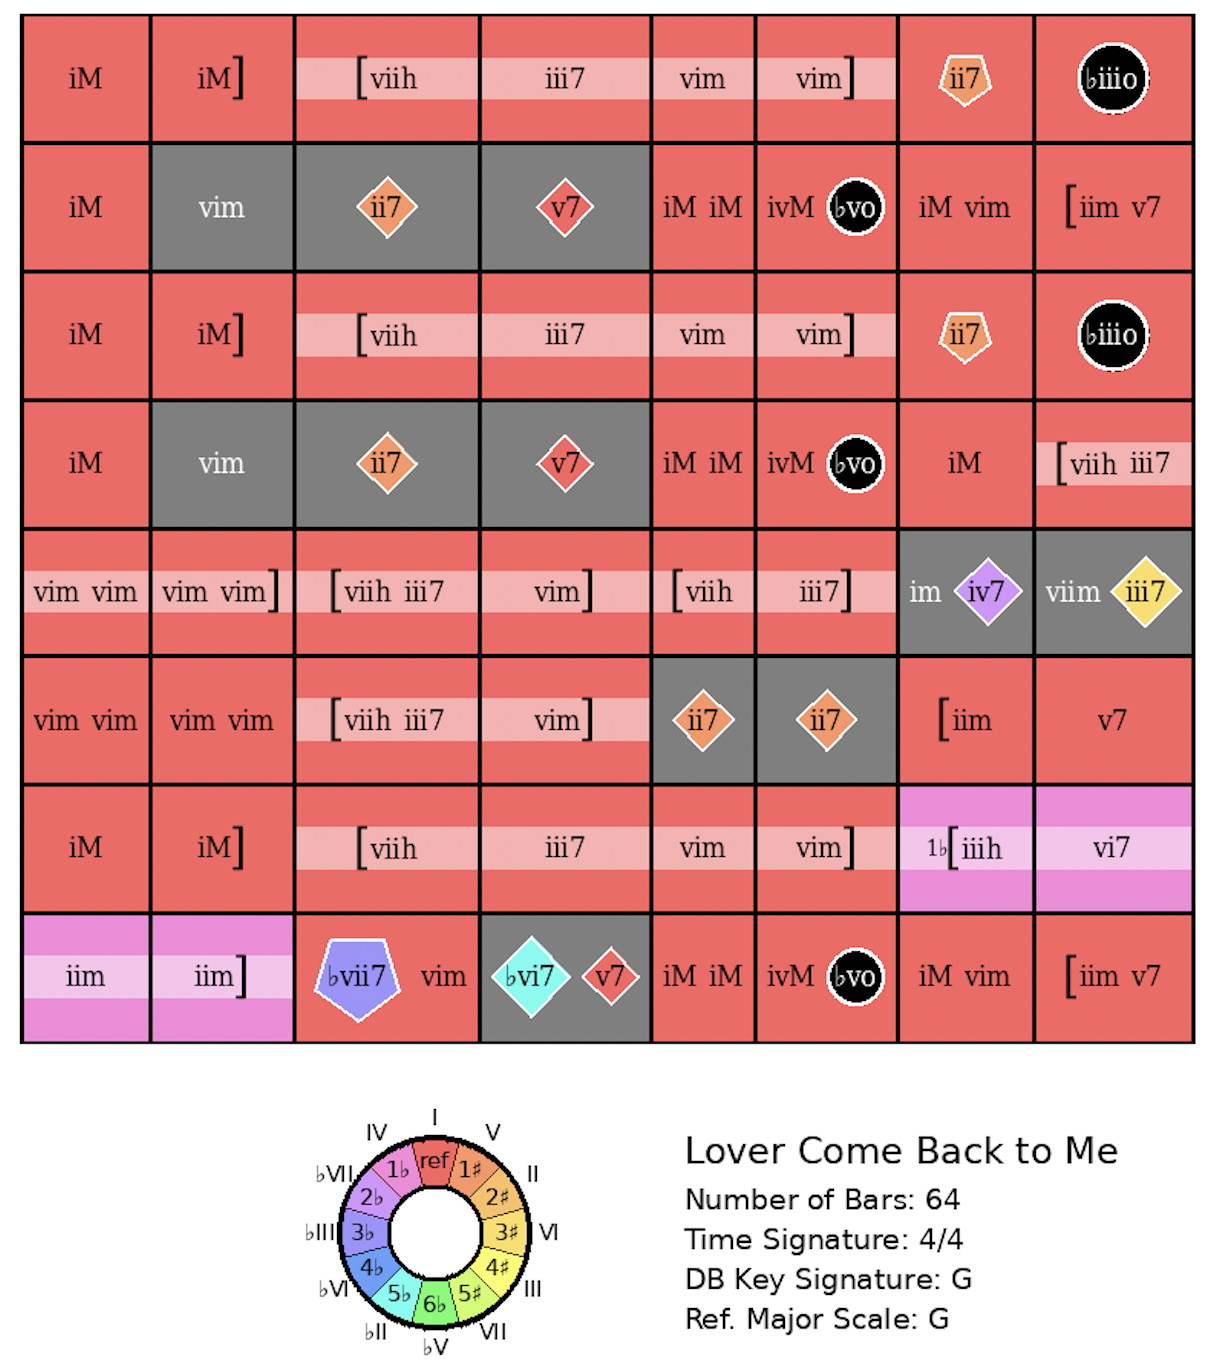 iM iM] [viih iii7 vim vim] ii7 ♭iiio
iM vim ii7 v7 iM iM ivM ♭vo iM vim [iim v7
iM iM] [viih iii7 vim vim] ii7 ♭iiio
iM vim ii7 v7 iM iM ivM ♭vo iM [viih iii7
vim vim vim vim] [viih iii7 vim] [viih iii7] im iv7 viim iii7
vim vim vim vim [viih iii7 vim] ii7 ii7 [iim v7
iM iM] [viih iii7 vim vim] 1♭[iiih vi7
iim iim] ♭vii7 vim ♭vi7 v7 iM iM ivM ♭vo iM vim [iim v7
I
IV V
ref
1♭ 1♯
♭VII II
2♭ 2♯
♭III 3♭ 3♯ VI
4♭ 4♯
♭VI III
5♭ 5♯
6♭
♭II VII
♭V
Lover Come Back to Me
Number of Bars: 64
Time Signature: 4/4
DB Key Signature: G
Ref. Major Scale: G